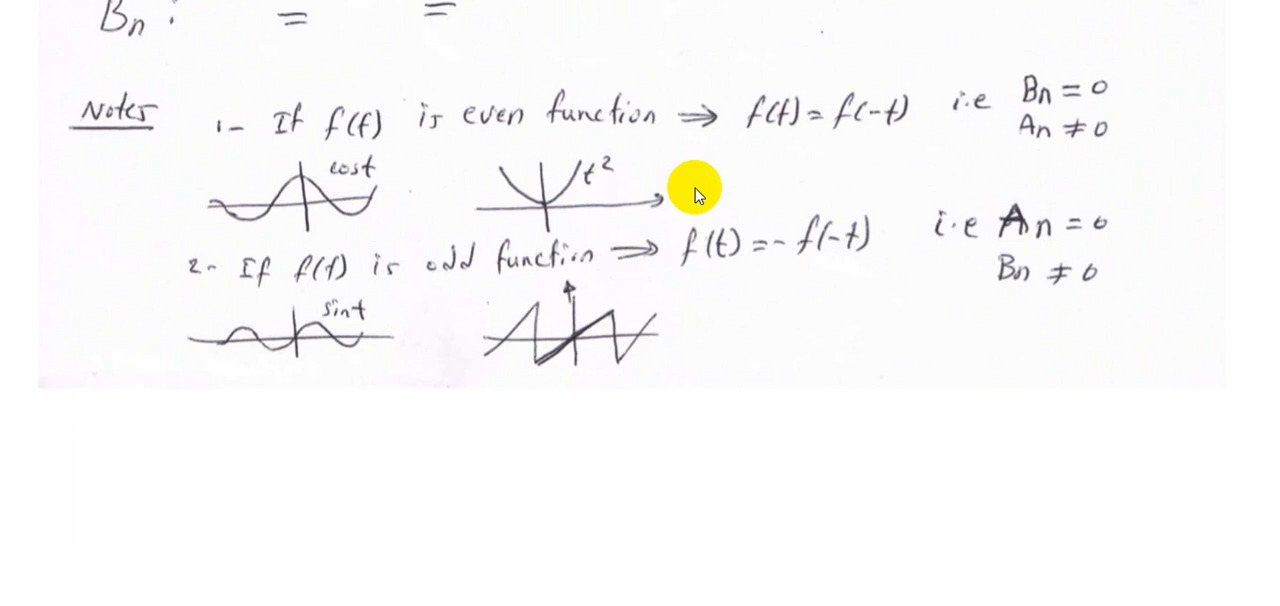 Bn : = =
Notes 1- If f(t) is even function ⇒ f(t) = f(-t) i.e Bn = 0
An ≠ 0
cost t²
2- If f(t) is odd function ⇒ f(t) = - f(-t) i.e An = 0
Bn ≠ 0
sint